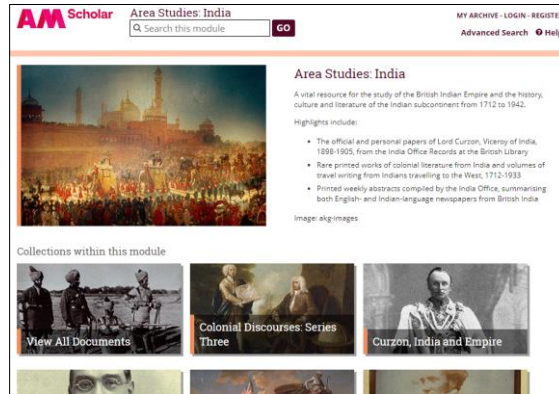 AM Scholar
Area Studies: India
Search this module
GO
MY ARCHIVE - LOGIN - REGISTE
Advanced Search
Hel
Area Studies: India
A vital resource for the study of the British Indian Empire and the history,
culture and literature of the Indian subcontinent from 1712 to 1942.
Highlights include:
The official and personal papers of Lord Curzon, Viceroy of India,
1898-1905, from the India Office Records at the British Library
Rare printed works of colonial literature from India and volumes of
travel writing from Indians travelling to the West, 1712-1933
Printed weekly abstracts compiled by the India Office, summarising
both English- and Indian-language newspapers from British India
Image: akg-images
Collections within this module
View All Documents
Colonial Discourses: Series
Three
Curzon, India and Empire